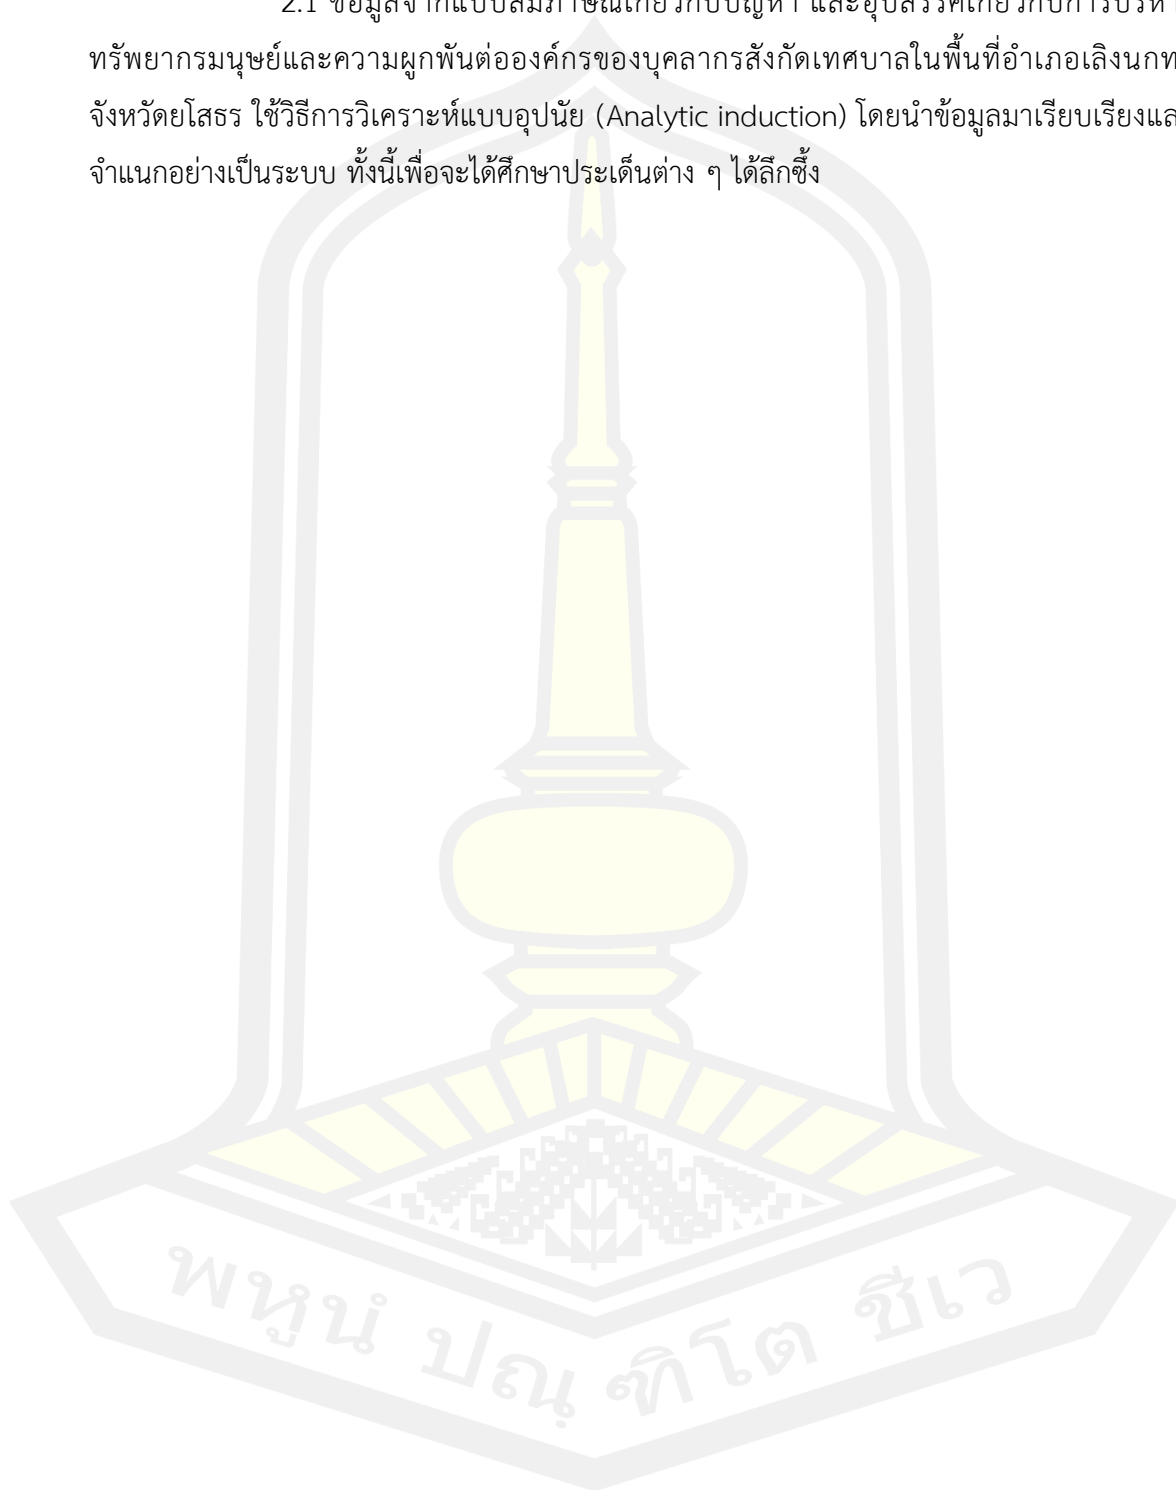 2.1 ข้อมูลจากแบบสัมภาษณ์เกี่ยวกับปัญหา และอุปสรรคเกี่ยวกับการบริหา
ทรัพยากรมนุษย์และความผูกพันต่อองค์กรของบุคลากรสังกัดเทศบาลในพื้นที่อำเภอเลิงนกท
จังหวัดยโสธร ใช้วิธีการวิเคราะห์แบบอุปนัย (Analytic induction) โดยนำข้อมูลมาเรียบเรียงแล
จำแนกอย่างเป็นระบบ ทั้งนี้เพื่อจะได้ศึกษาประเด็นต่าง ๆ ได้ลึกซึ้ง
พหูนํ ปณฺฑิโต ชีเว